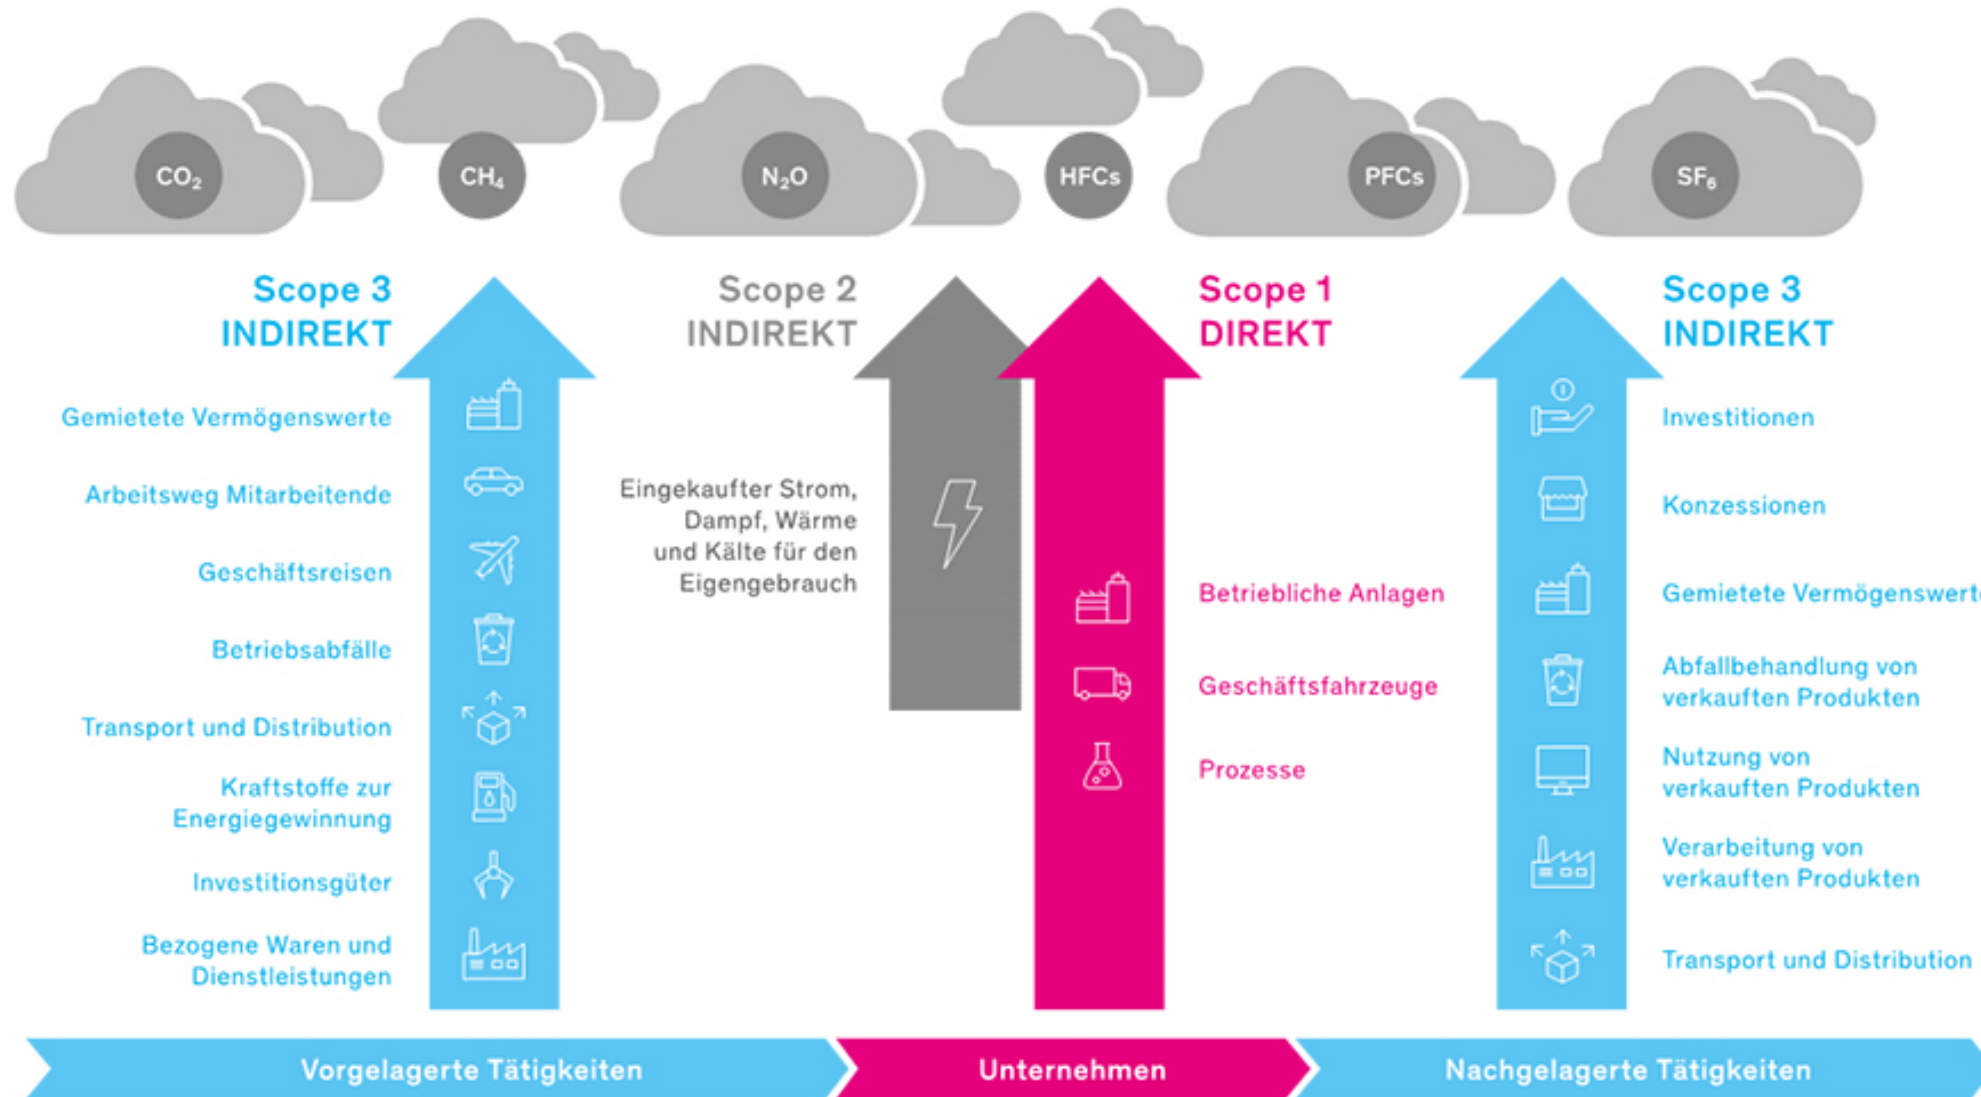 CO₂
CH₄
N₂O
HFCs
PFCs
SF₆
Scope 3
INDIREKT
Gemietete Vermögenswerte
Arbeitsweg Mitarbeitende
Geschäftsreisen
Betriebsabfälle
Transport und Distribution
Kraftstoffe zur
Energiegewinnung
Investitionsgüter
Bezogene Waren und
Dienstleistungen
Scope 2
INDIREKT
Eingekaufter Strom,
Dampf, Wärme
und Kälte für den
Eigengebrauch
Scope 1
DIREKT
Betriebliche Anlagen
Geschäftsfahrzeuge
Prozesse
Scope 3
INDIREKT
Investitionen
Konzessionen
Gemietete Vermögenswerte
Abfallbehandlung von
verkauften Produkten
Nutzung von
verkauften Produkten
Verarbeitung von
verkauften Produkten
Transport und Distribution
Vorgelagerte Tätigkeiten
Unternehmen
Nachgelagerte Tätigkeiten